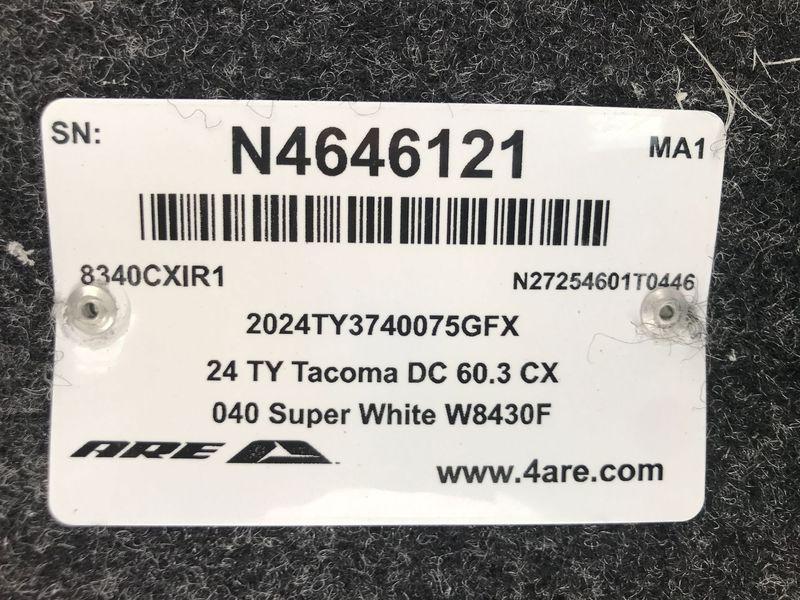 SN: N4646121 MA1
8340CXIR1 N27254601T0446
2024TY3740075GFX
24 TY Tacoma DC 60.3 CX
040 Super White W8430F
ARE
www.4are.com